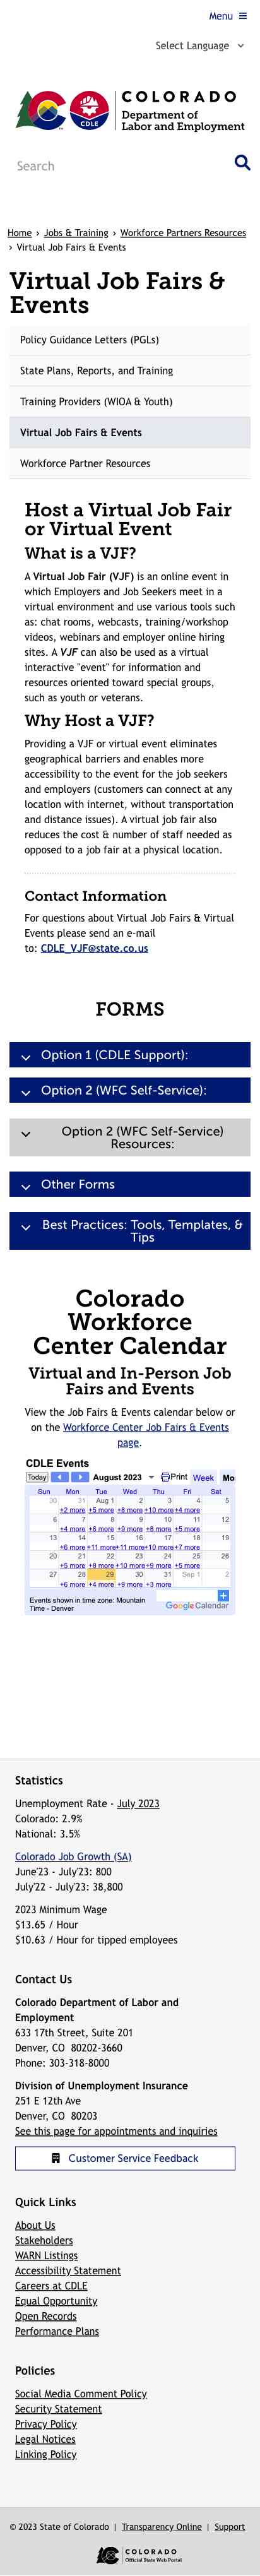 Menu
Select Language
COLORADO
Department of
Labor and Employment
CDLE
Search
Home › Jobs & Training › Workforce Partners Resources
› Virtual Job Fairs & Events
Virtual Job Fairs &
Events
Policy Guidance Letters (PGLs)
State Plans, Reports, and Training
Training Providers (WIOA & Youth)
Virtual Job Fairs & Events
Workforce Partner Resources
Host a Virtual Job Fair
or Virtual Event
What is a VJF?
A Virtual Job Fair (VJF) is an online event in
which Employers and Job Seekers meet in a
virtual environment and use various tools such
as: chat rooms, webcasts, training/workshop
videos, webinars and employer online hiring
sites. A VJF can also be used as a virtual
interactive "event" for information and
resources oriented toward special groups,
such as youth or veterans.
Why Host a VJF?
Providing a VJF or virtual event eliminates
geographical barriers and enables more
accessibility to the event for the job seekers
and employers (customers can connect at any
location with internet, without transportation
and distance issues). A virtual job fair also
reduces the cost & number of staff needed as
opposed to a job fair at a physical location.
Contact Information
For questions about Virtual Job Fairs & Virtual
Events please send an e-mail
to: CDLE_VJF@state.co.us
FORMS
Option 1 (CDLE Support):
Option 2 (WFC Self-Service):
Option 2 (WFC Self-Service)
Resources:
Other Forms
Best Practices: Tools, Templates, &
Tips
Colorado
Workforce
Center Calendar
Virtual and In-Person Job
Fairs and Events
View the Job Fairs & Events calendar below or
on the Workforce Center Job Fairs & Events
page.
CDLE Events
Today August 2023 Print Week Mo
Sun Mon Tue Wed Thu Fri Sat
30 31 Aug 1 2 3 4 5
+2 more +5 more +8 more +10 more +4 more
6 7 8 9 10 11 12
+4 more +6 more +9 more +8 more +5 more
13 14 15 16 17 18 19
+6 more +11 more +11 more +10 more +7 more
20 21 22 23 24 25 26
+5 more +8 more +10 more +9 more +5 more
27 28 29 30 31 Sep 1 2
+6 more +4 more +9 more +3 more
Events shown in time zone: Mountain
Time - Denver
Google Calendar
Statistics
Unemployment Rate - July 2023
Colorado: 2.9%
National: 3.5%
Colorado Job Growth (SA)
June'23 - July'23: 800
July'22 - July'23: 38,800
2023 Minimum Wage
$13.65 / Hour
$10.63 / Hour for tipped employees
Contact Us
Colorado Department of Labor and
Employment
633 17th Street, Suite 201
Denver, CO 80202-3660
Phone: 303-318-8000
Division of Unemployment Insurance
251 E 12th Ave
Denver, CO 80203
See this page for appointments and inquiries
Customer Service Feedback
Quick Links
About Us
Stakeholders
WARN Listings
Accessibility Statement
Careers at CDLE
Equal Opportunity
Open Records
Performance Plans
Policies
Social Media Comment Policy
Security Statement
Privacy Policy
Legal Notices
Linking Policy
© 2023 State of Colorado | Transparency Online | Support
COLORADO
Official State Web Portal